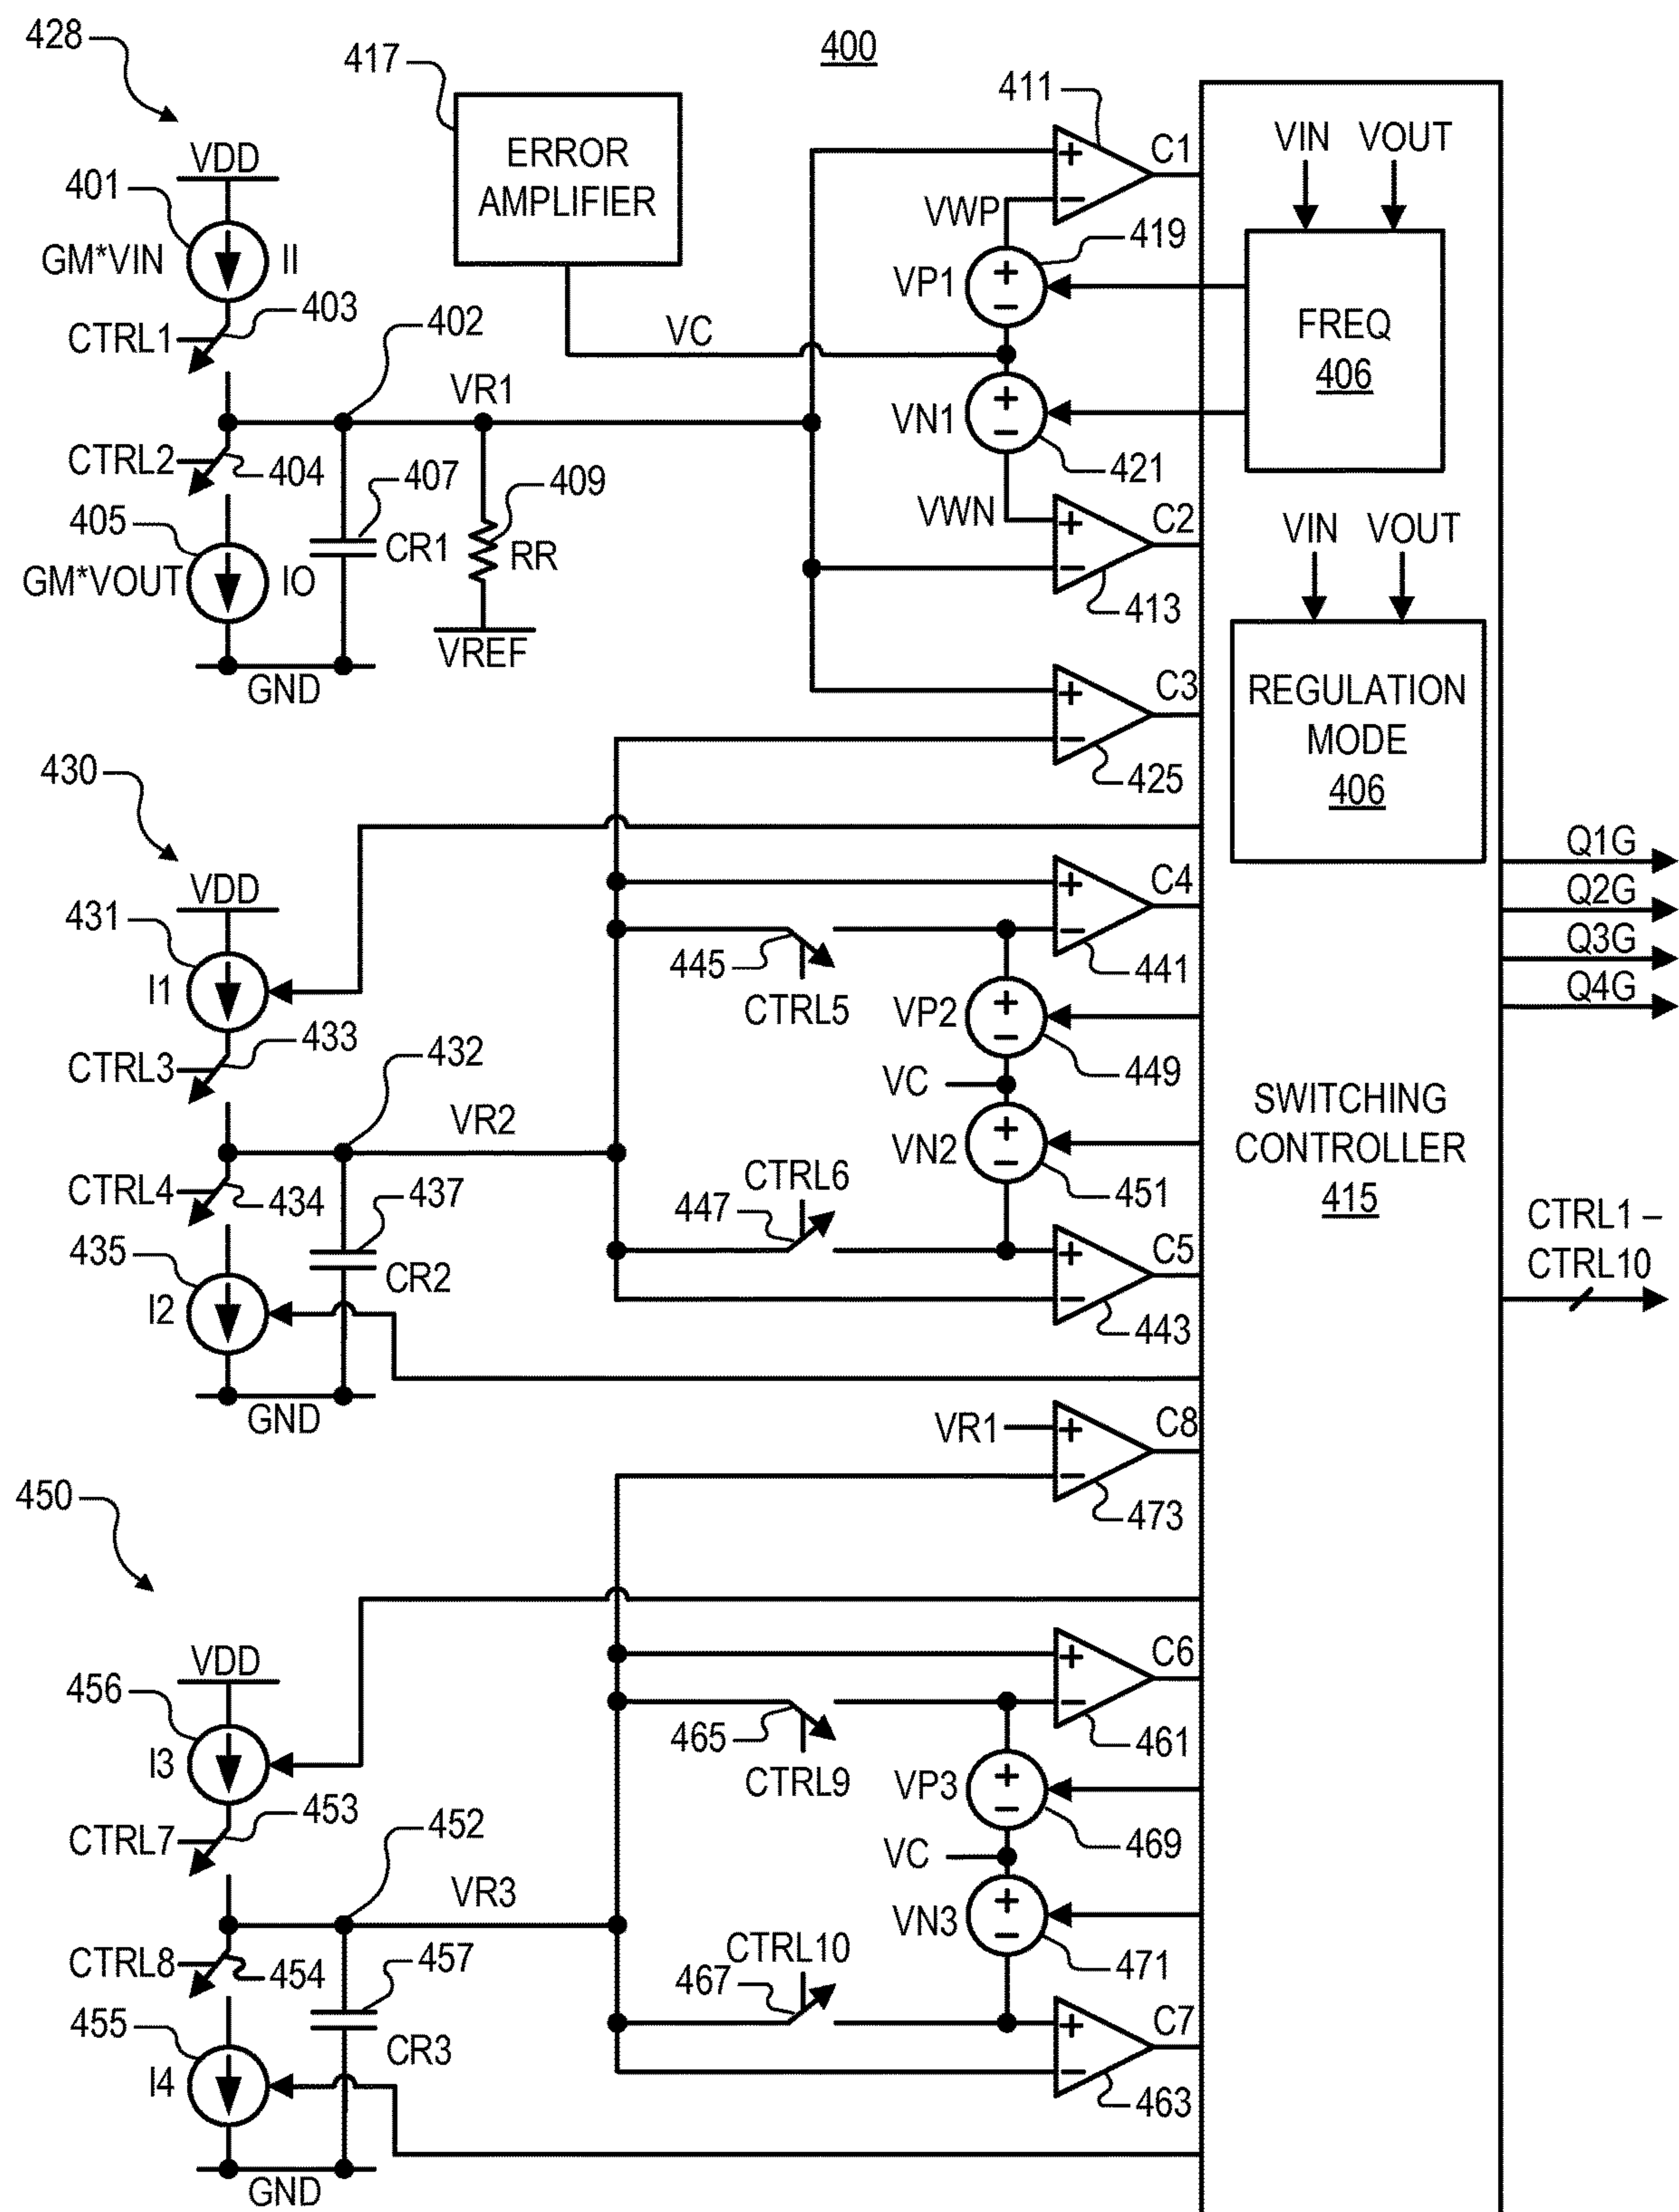 400
428
VDD
401
GM*VIN
II
CTRL1
403
402
CTRL2
404
405
GM*VOUT
IO
GND
407
CR1
409
RR
VREF
VR1
417
ERROR
AMPLIFIER
VC
411
+
−
C1
VWP
419
VP1
+
−
VN1
+
−
421
VWN
+
−
C2
413
+
−
C3
425
VIN
VOUT
FREQ
406
VIN
VOUT
REGULATION
MODE
406
Q1G
Q2G
Q3G
Q4G
SWITCHING
CONTROLLER
415
CTRL1 –
CTRL10
430
VDD
431
I1
CTRL3
433
432
VR2
CTRL4
434
435
I2
437
CR2
GND
+
−
C4
441
445
CTRL5
VP2
+
−
449
VC
VN2
+
−
451
CTRL6
447
+
−
C5
443
VR1
+
−
C8
473
450
VDD
456
I3
CTRL7
453
452
VR3
CTRL8
454
455
I4
457
CR3
GND
+
−
C6
461
465
CTRL9
VP3
+
−
469
VC
VN3
+
−
471
CTRL10
467
+
−
C7
463